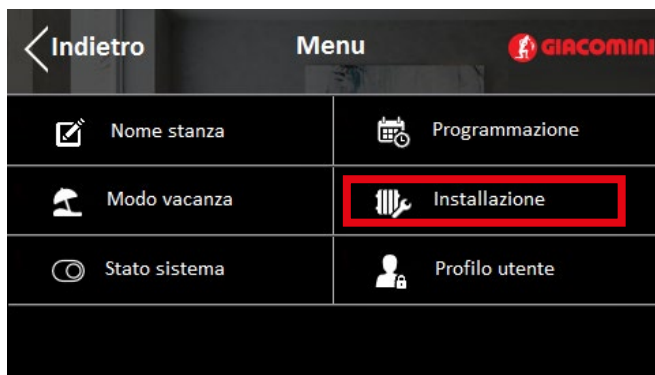 Indietro Menu GIACOMINI
Nome stanza Programmazione
Modo vacanza Installazione
Stato sistema Profilo utente